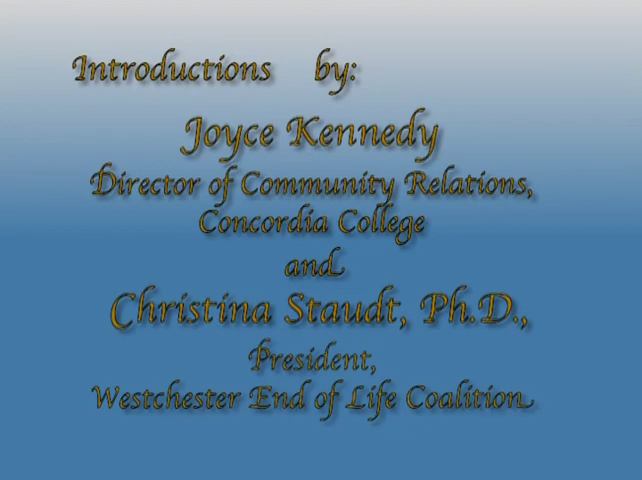 Introductions by:
Joyce Kennedy
Director of Community Relations,
Concordia College
and
Christina Staudt, Ph.D.,
President,
Westchester End of Life Coalition